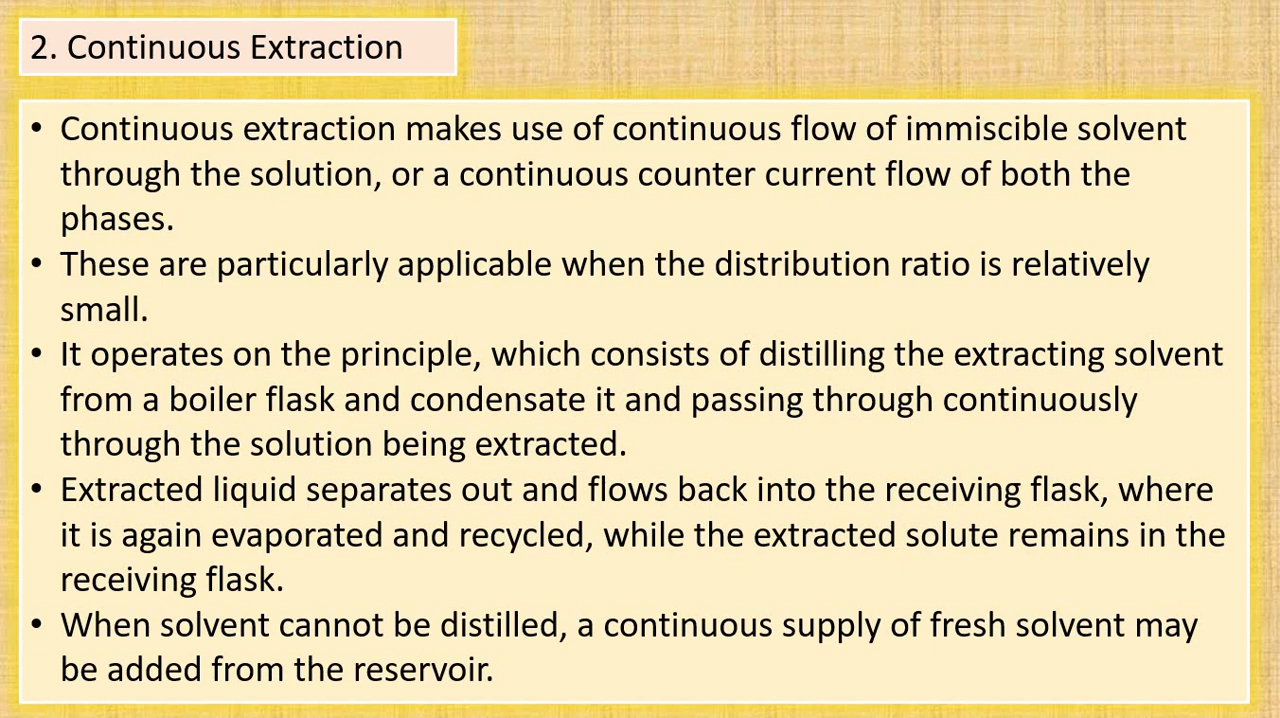 2. Continuous Extraction
• Continuous extraction makes use of continuous flow of immiscible solvent
through the solution, or a continuous counter current flow of both the
phases.
• These are particularly applicable when the distribution ratio is relatively
small.
• It operates on the principle, which consists of distilling the extracting solvent
from a boiler flask and condensate it and passing through continuously
through the solution being extracted.
• Extracted liquid separates out and flows back into the receiving flask, where
it is again evaporated and recycled, while the extracted solute remains in the
receiving flask.
• When solvent cannot be distilled, a continuous supply of fresh solvent may
be added from the reservoir.